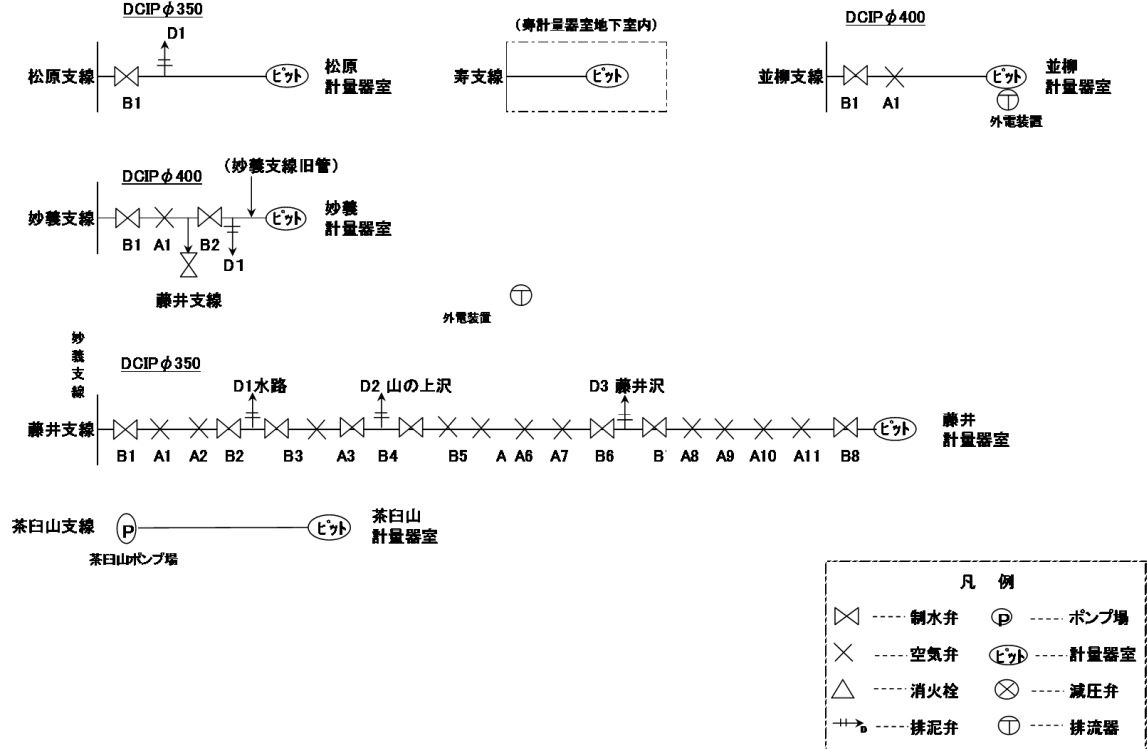 DCIPφ350
D1
松原支線
ピット
松原
計量器室
B1
(寿計量器室地下室内)
寿支線
ピット
DCIPφ400
並柳支線
ピット
並柳
計量器室
B1 A1
外電装置
(妙義支線旧管)
DCIPφ400
妙義支線
ピット
妙義
計量器室
B1 A1 B2
D1
藤井支線
外電装置
妙義支線
DCIPφ350
D1水路
D2 山の上沢
D3 藤井沢
藤井支線
ピット
藤井
計量器室
B1 A1 A2 B2 B3 A3 B4 B5 A A6 A7 B6 B A8 A9 A10 A11 B8
茶臼山支線
P
ピット
茶臼山
計量器室
茶臼山ポンプ場
凡 例
制水弁 P ポンプ場
空気弁 ピット 計量器室
消火栓 減圧弁
D 排泥弁 排流器